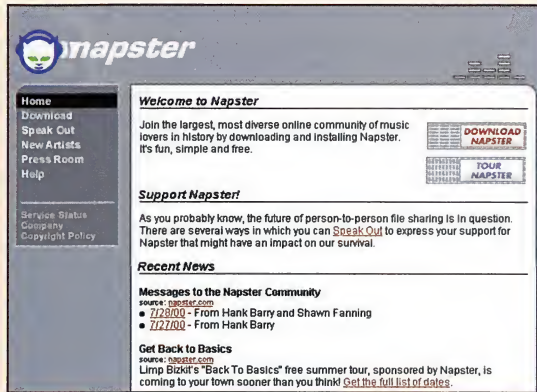 napster
Home
Download
Speak Out
New Artists
Press Room
Help
Service Status
Company
Copyright Policy
Welcome to Napster
Join the largest, most diverse online community of music
lovers in history by downloading and installing Napster.
It's fun, simple and free.
DOWNLOAD
NAPSTER
TOUR
NAPSTER
Support Napster!
As you probably know, the future of person-to-person file sharing is in question.
There are several ways in which you can Speak Out to express your support for
Napster that might have an impact on our survival.
Recent News
Messages to the Napster Community
source: napster.com
• 7/28/00 - From Hank Barry and Shawn Fanning
• 7/27/00 - From Hank Barry
Get Back to Basics
source: napster.com
Limp Bizkit's "Back To Basics" free summer tour, sponsored by Napster, is
coming to your town sooner than you think! Get the full list of dates.